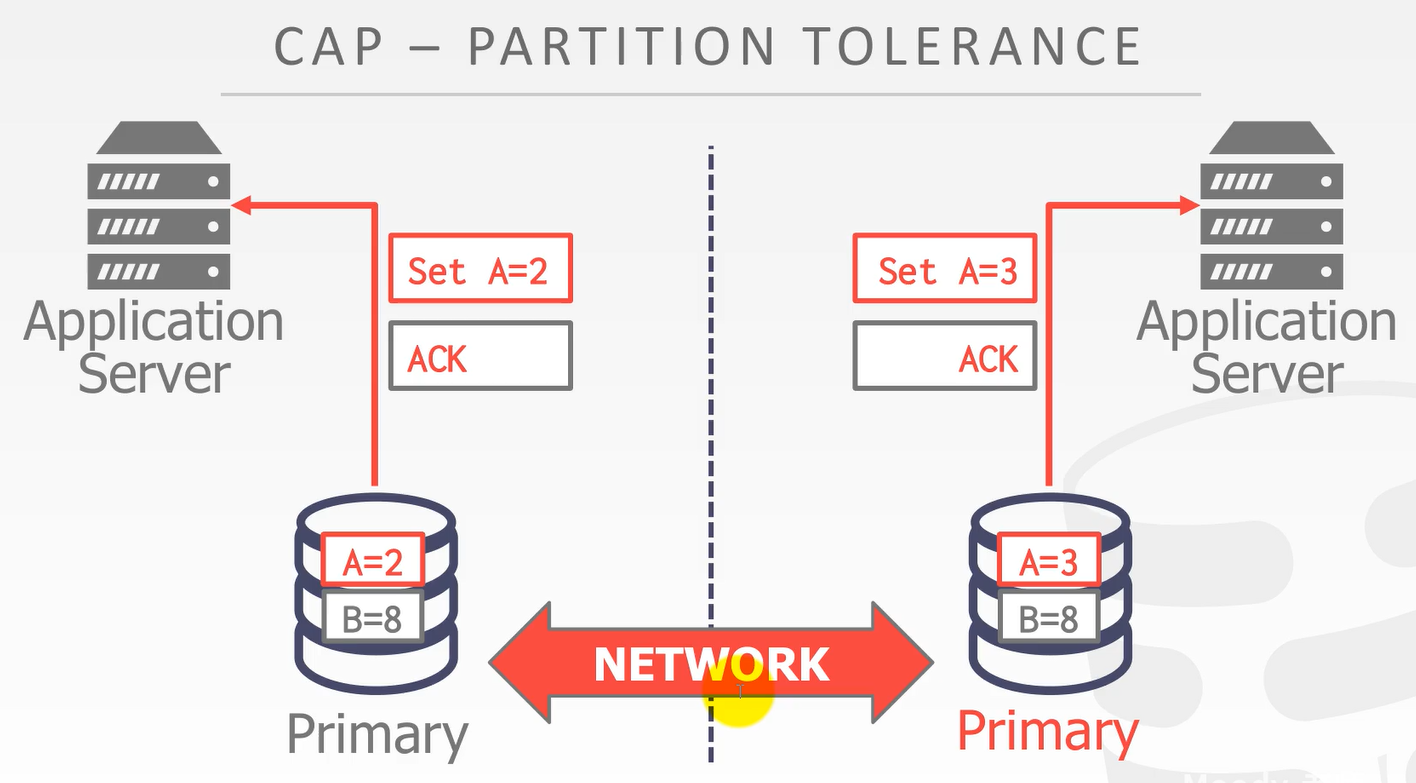 CAP – PARTITION TOLERANCE
Set A=2
ACK
Application
Server
A=2
B=8
Primary
Set A=3
ACK
Application
Server
A=3
B=8
Primary
NETWORK